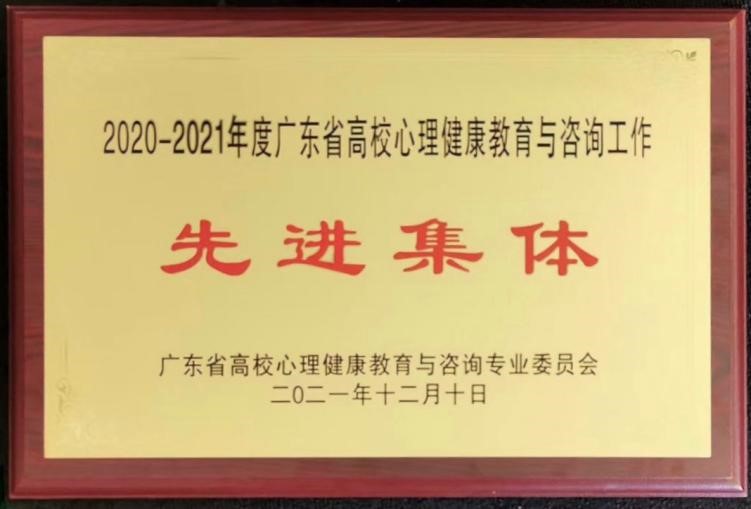 2020-2021年度广东省高校心理健康教育与咨询工作
先进集体
广东省高校心理健康教育与咨询专业委员会
二〇二一年十二月十日